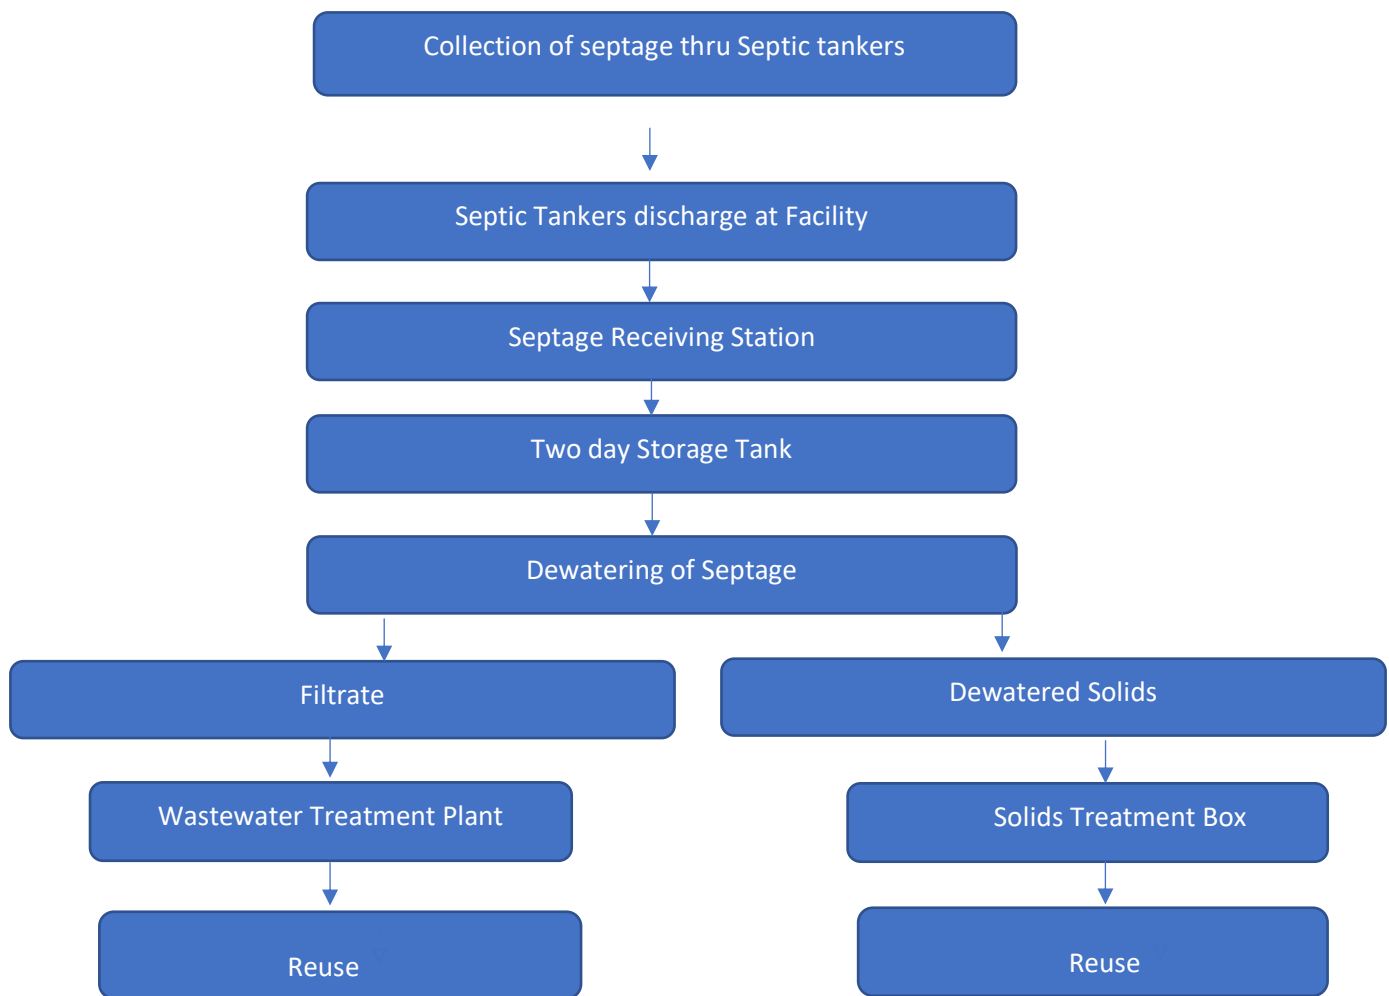 Collection of septage thru Septic tankers
Septic Tankers discharge at Facility
Septage Receiving Station
Two day Storage Tank
Dewatering of Septage
Filtrate
Dewatered Solids
Wastewater Treatment Plant
Solids Treatment Box
Reuse
Reuse